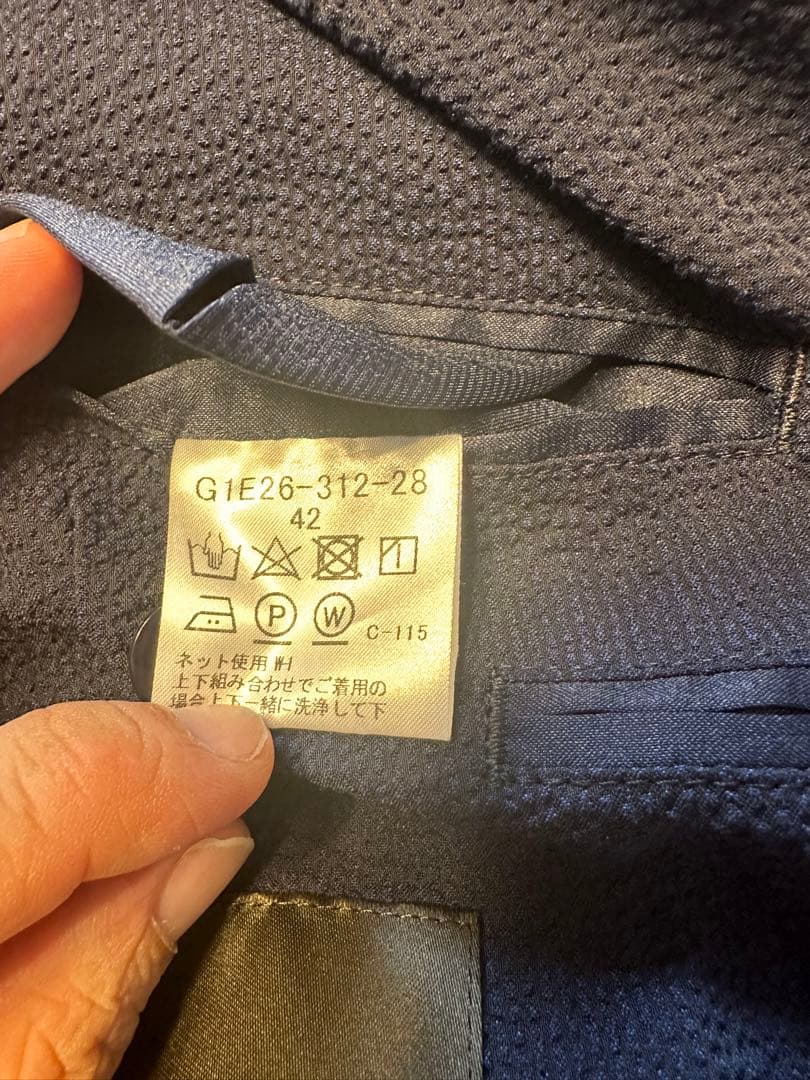 G1E26-312-28
42
P W C-115
ネット使用 WH
上下組み合わせでご着用の
場合上下一緒に洗浄して下